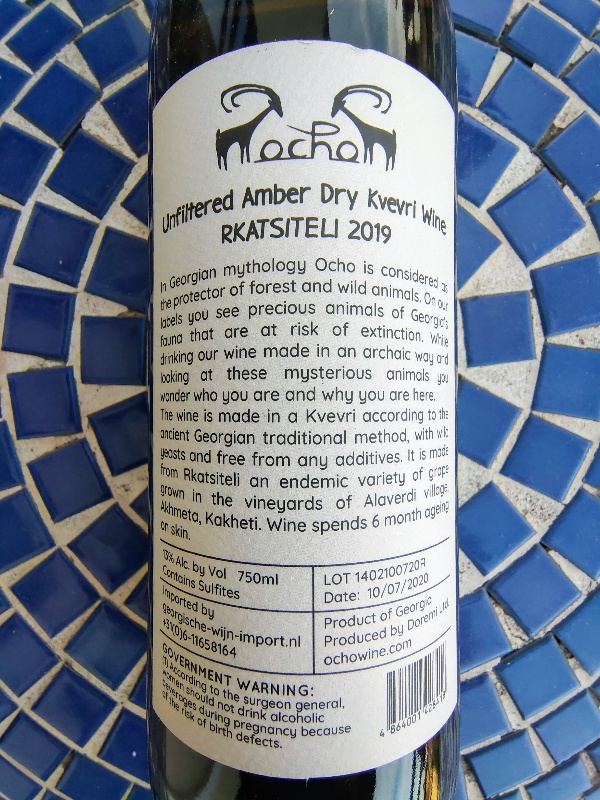 ocho
Unfiltered Amber Dry Kvevri Wine
RKATSITELI 2019
In Georgian mythology Ocho is considered as
the protector of forest and wild animals. On our
labels you see precious animals of Georgia's
fauna that are at risk of extinction. While
drinking our wine made in an archaic way and
looking at these mysterious animals you
wonder who you are and why you are here.
The wine is made in a Kvevri according to the
ancient Georgian traditional method, with wild
yeasts and free from any additives. It is made
from Rkatsiteli an endemic variety of grape
grown in the vineyards of Alaverdi village,
Akhmeta, Kakheti. Wine spends 6 month ageing
on skin.
13% Alc. by Vol 750ml
Contains Sulfites
Imported by
georgische-wijn-import.nl
+31(0)6-11658164
LOT 1402100720R
Date: 10/07/2020
Product of Georgia
Produced by Doremi Ltd.
ochowine.com
GOVERNMENT WARNING:
(1) According to the surgeon general,
women should not drink alcoholic
beverages during pregnancy because
of the risk of birth defects.
4 864001